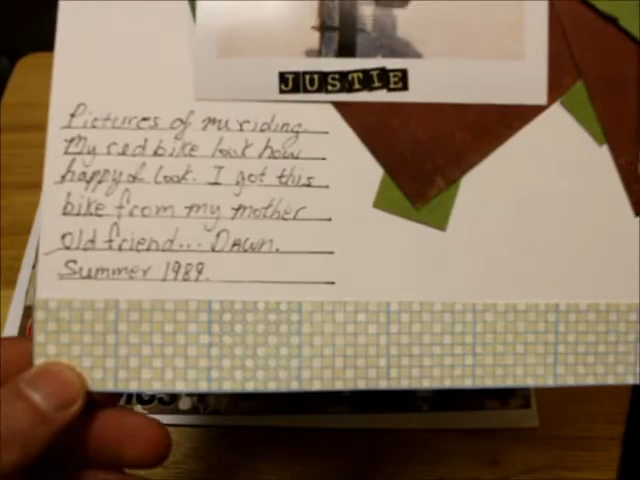 JUSTIE
Pictures of me riding.
My red bike look how
happy I look. I got this
bike from my mother
old friend... DAWN.
Summer 1989.